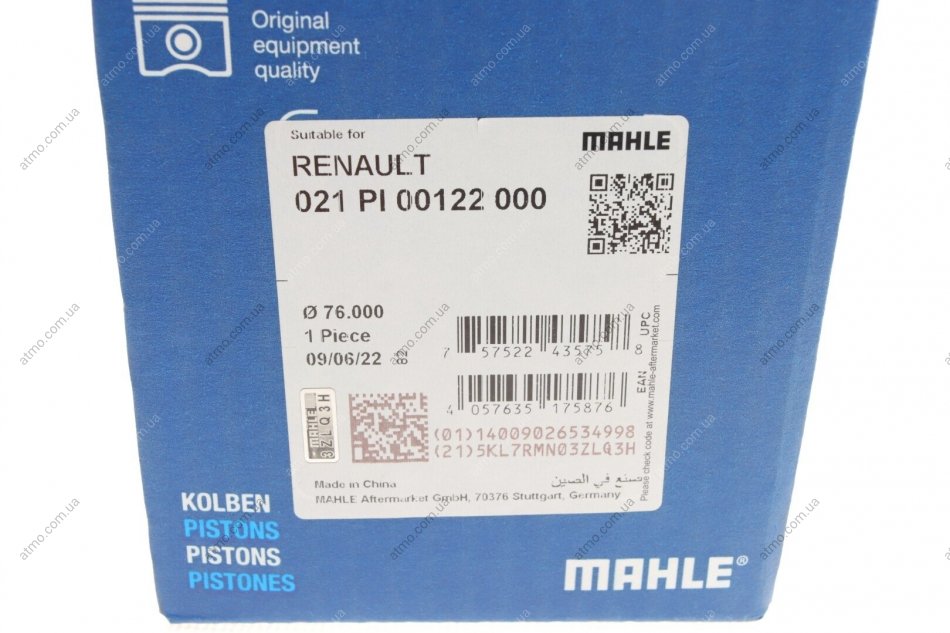 Original
equipment
quality
Suitable for
MAHLE
RENAULT
021 PI 00122 000
Ø 76.000
1 Piece
09/06/22 82
7 57522 43575 8 UPC
4 057635 175876 EAN
(01)14009026534998
(21)5KL7RMN03ZLQ3H
MAHLE
ZLQ3H
Please check code at www.mahle-aftermarket.com
Made in China
صنع في الصين
MAHLE Aftermarket GmbH, 70376 Stuttgart, Germany
KOLBEN
PISTONS
PISTONS
PISTONES
MAHLE®
atmo.com.ua